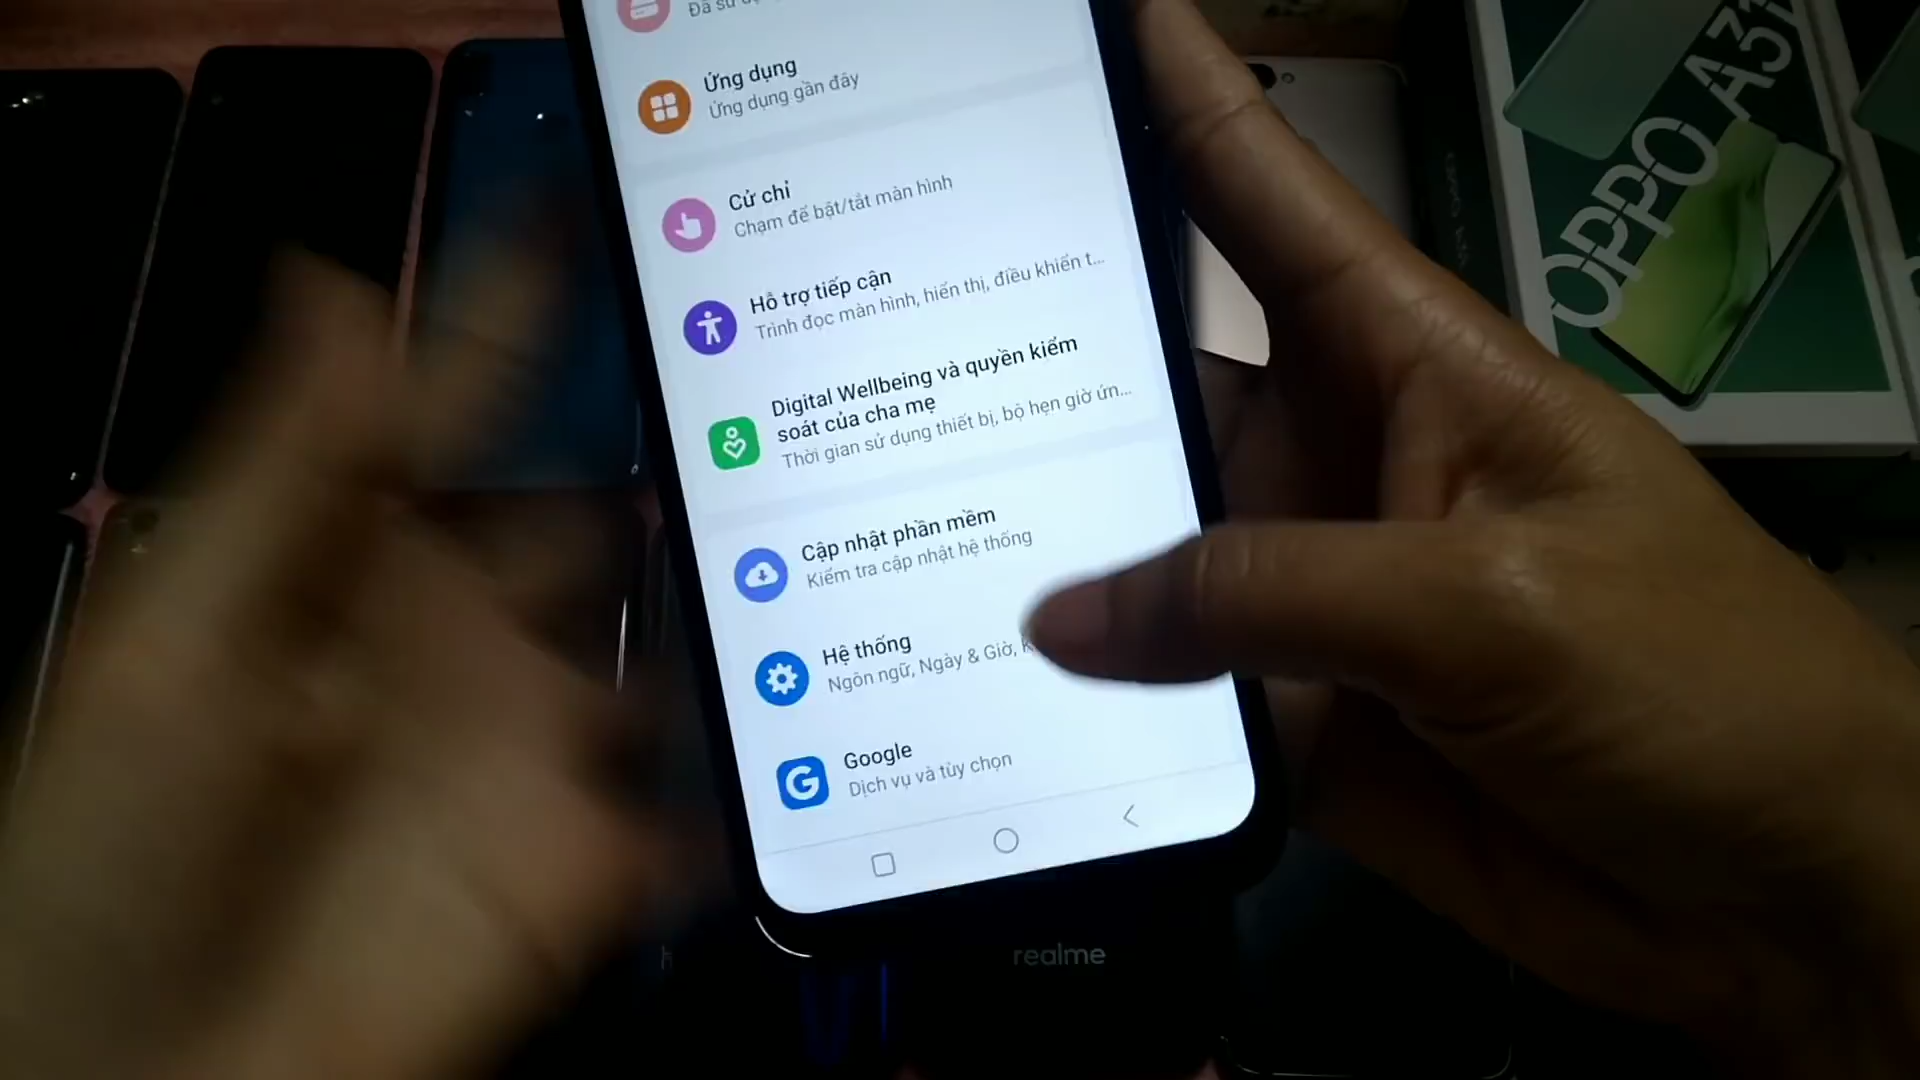 Đã sử
Ứng dụng
Ứng dụng gần đây
Cử chỉ
Chạm để bật/tắt màn hình
Hỗ trợ tiếp cận
Trình đọc màn hình, hiển thị, điều khiển t...
Digital Wellbeing và quyền kiểm
soát của cha mẹ
Thời gian sử dụng thiết bị, bộ hẹn giờ ứn...
Cập nhật phần mềm
Kiểm tra cập nhật hệ thống
Hệ thống
Ngôn ngữ, Ngày & Giờ,
Google
Dịch vụ và tùy chọn
realme
OPPO A31